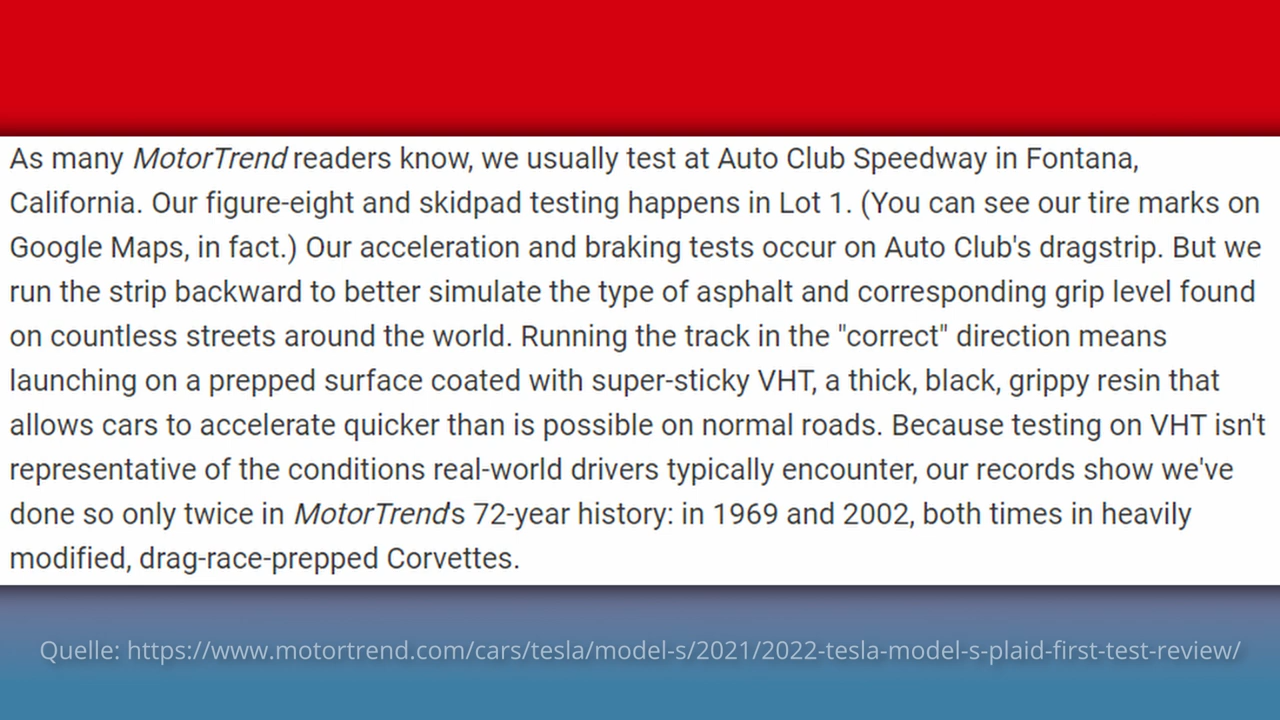 As many MotorTrend readers know, we usually test at Auto Club Speedway in Fontana,
California. Our figure-eight and skidpad testing happens in Lot 1. (You can see our tire marks on
Google Maps, in fact.) Our acceleration and braking tests occur on Auto Club's dragstrip. But we
run the strip backward to better simulate the type of asphalt and corresponding grip level found
on countless streets around the world. Running the track in the "correct" direction means
launching on a prepped surface coated with super-sticky VHT, a thick, black, grippy resin that
allows cars to accelerate quicker than is possible on normal roads. Because testing on VHT isn't
representative of the conditions real-world drivers typically encounter, our records show we've
done so only twice in MotorTrend's 72-year history: in 1969 and 2002, both times in heavily
modified, drag-race-prepped Corvettes.
Quelle: https://www.motortrend.com/cars/tesla/model-s/2021/2022-tesla-model-s-plaid-first-test-review/